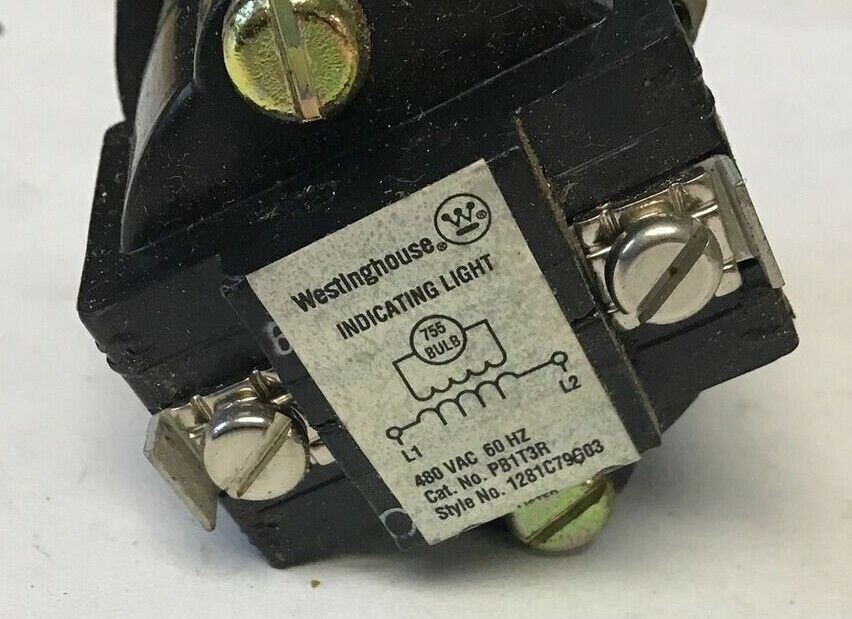 Westinghouse® W®
INDICATING LIGHT
755
BULB
L1 L2
480 VAC 60 HZ
Cat. No. PB1T3R
Style No. 1281C79G03